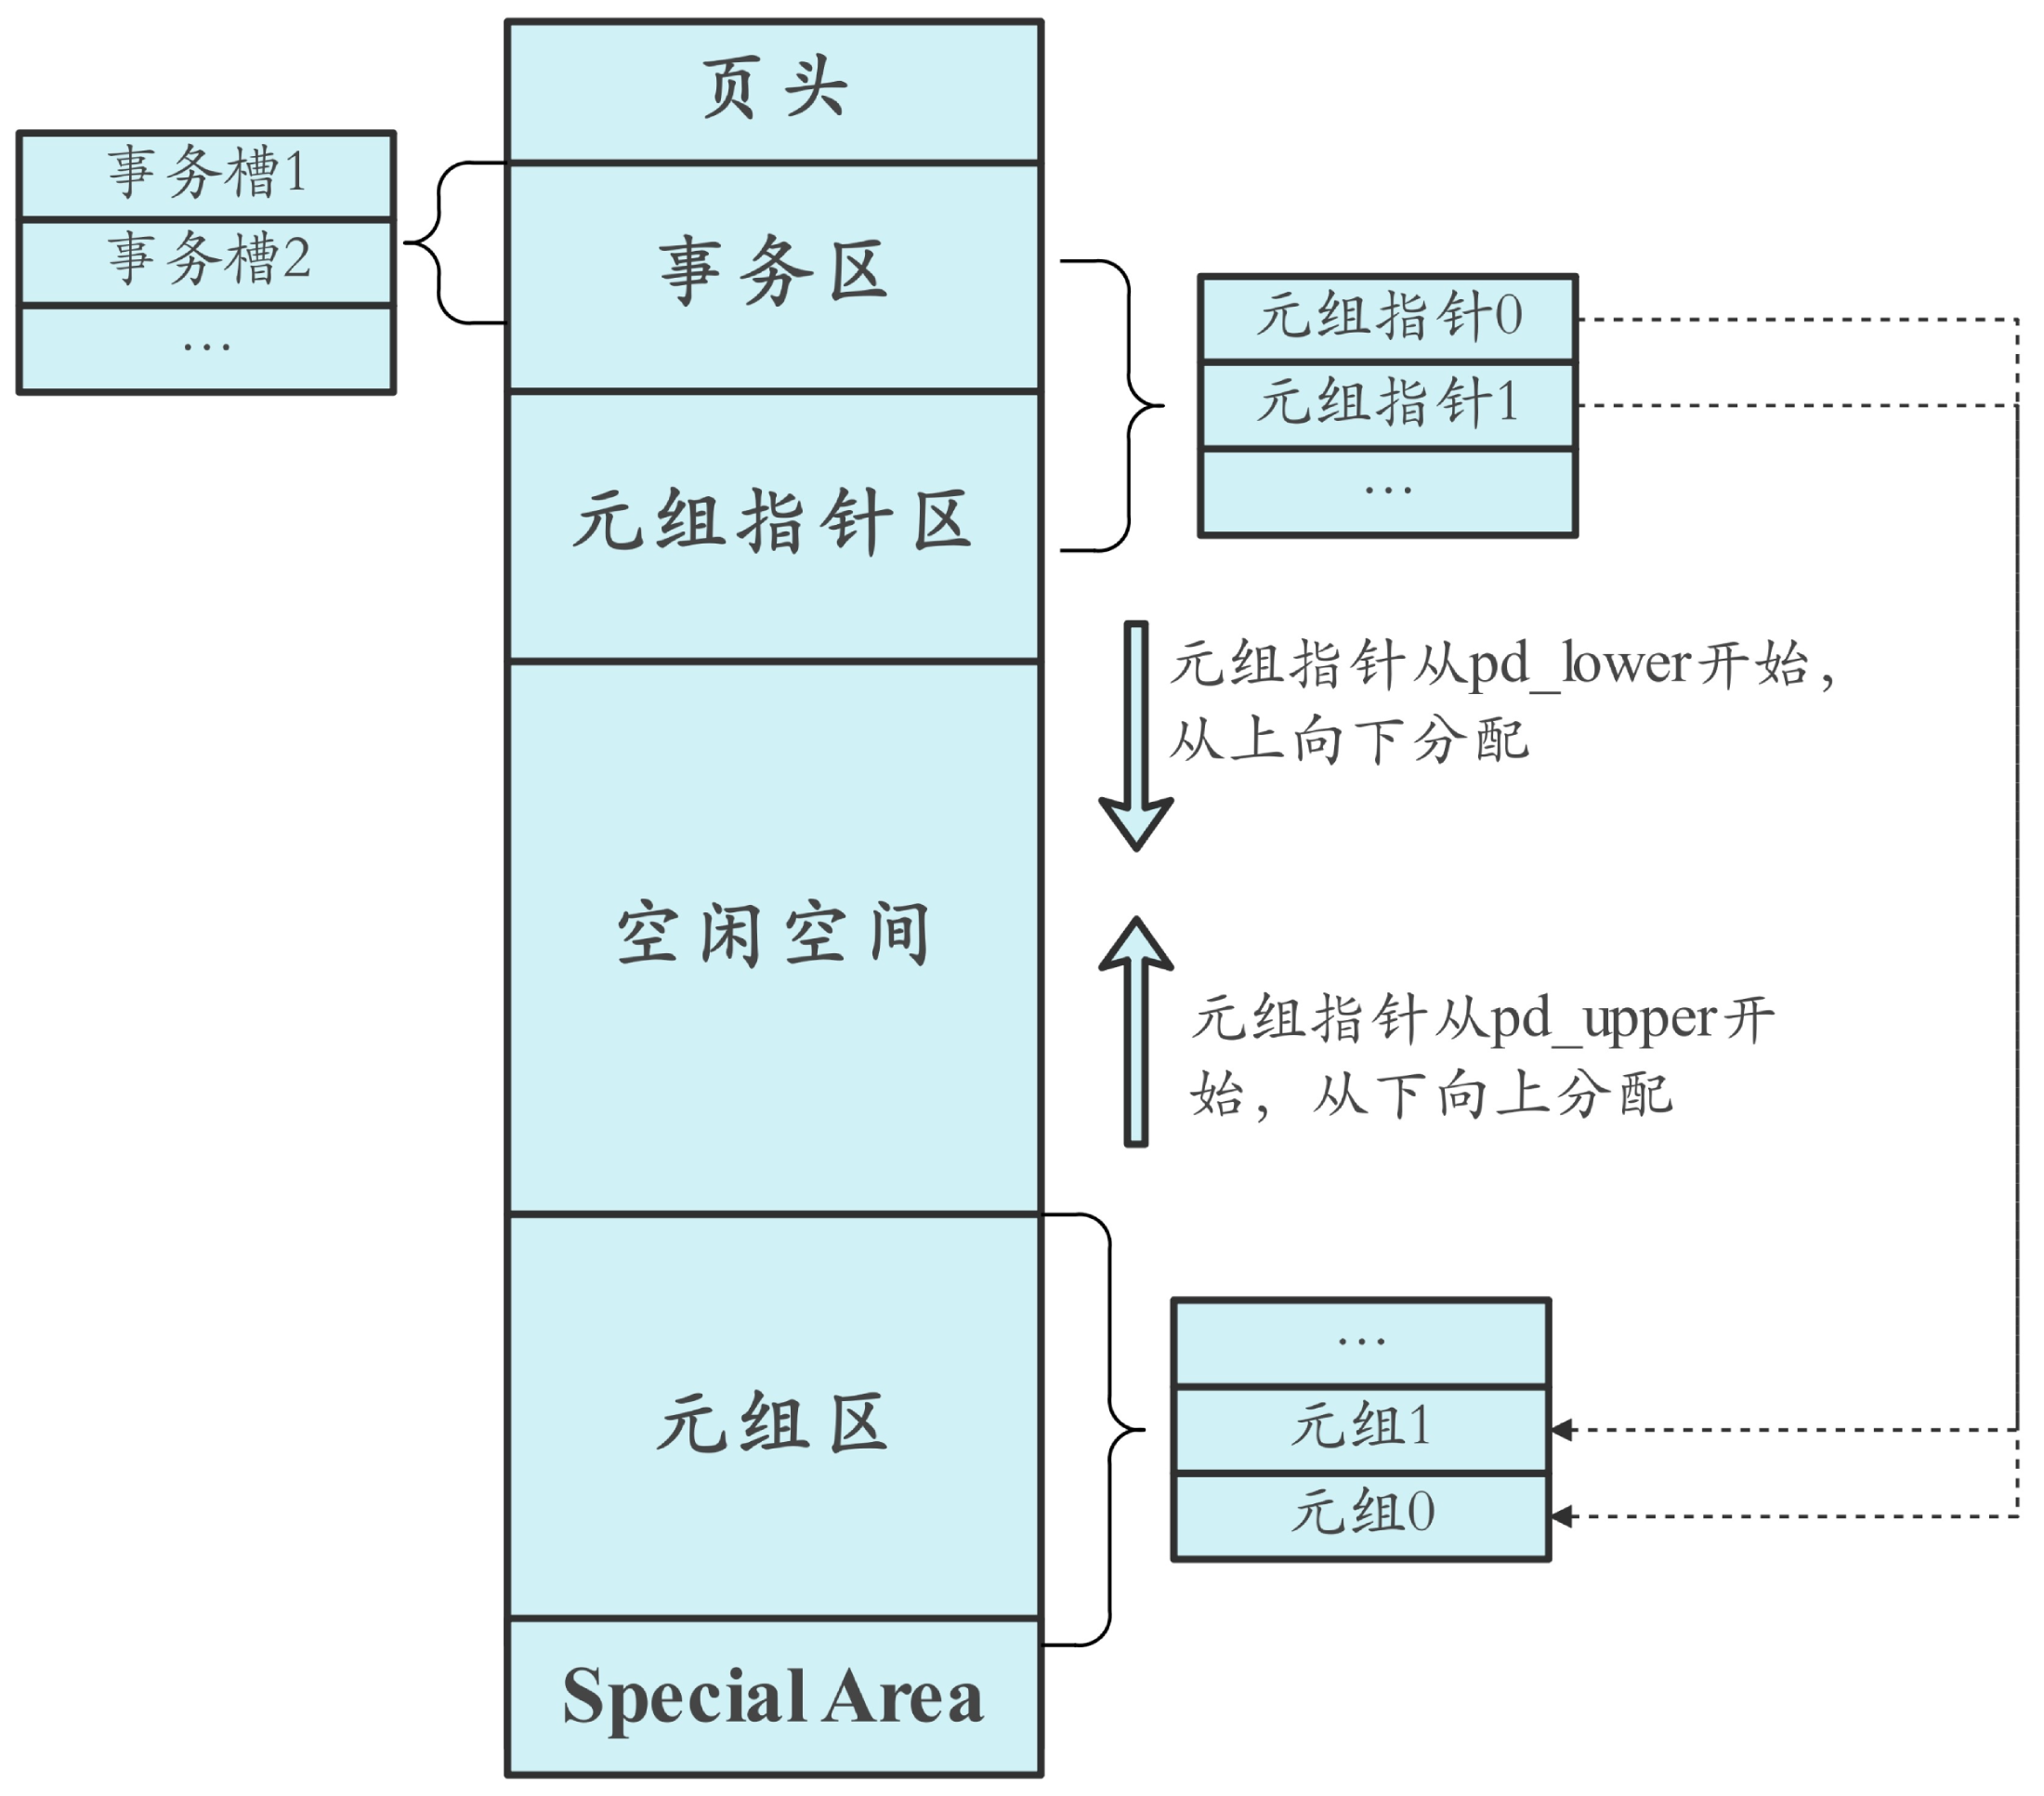 页头
事务槽1
事务槽2
…
事务区
元组指针0
元组指针1
…
元组指针区
元组指针从pd_lower开始，
从上向下分配
空闲空间
元组指针从pd_upper开
始，从下向上分配
…
元组1
元组0
元组区
Special Area